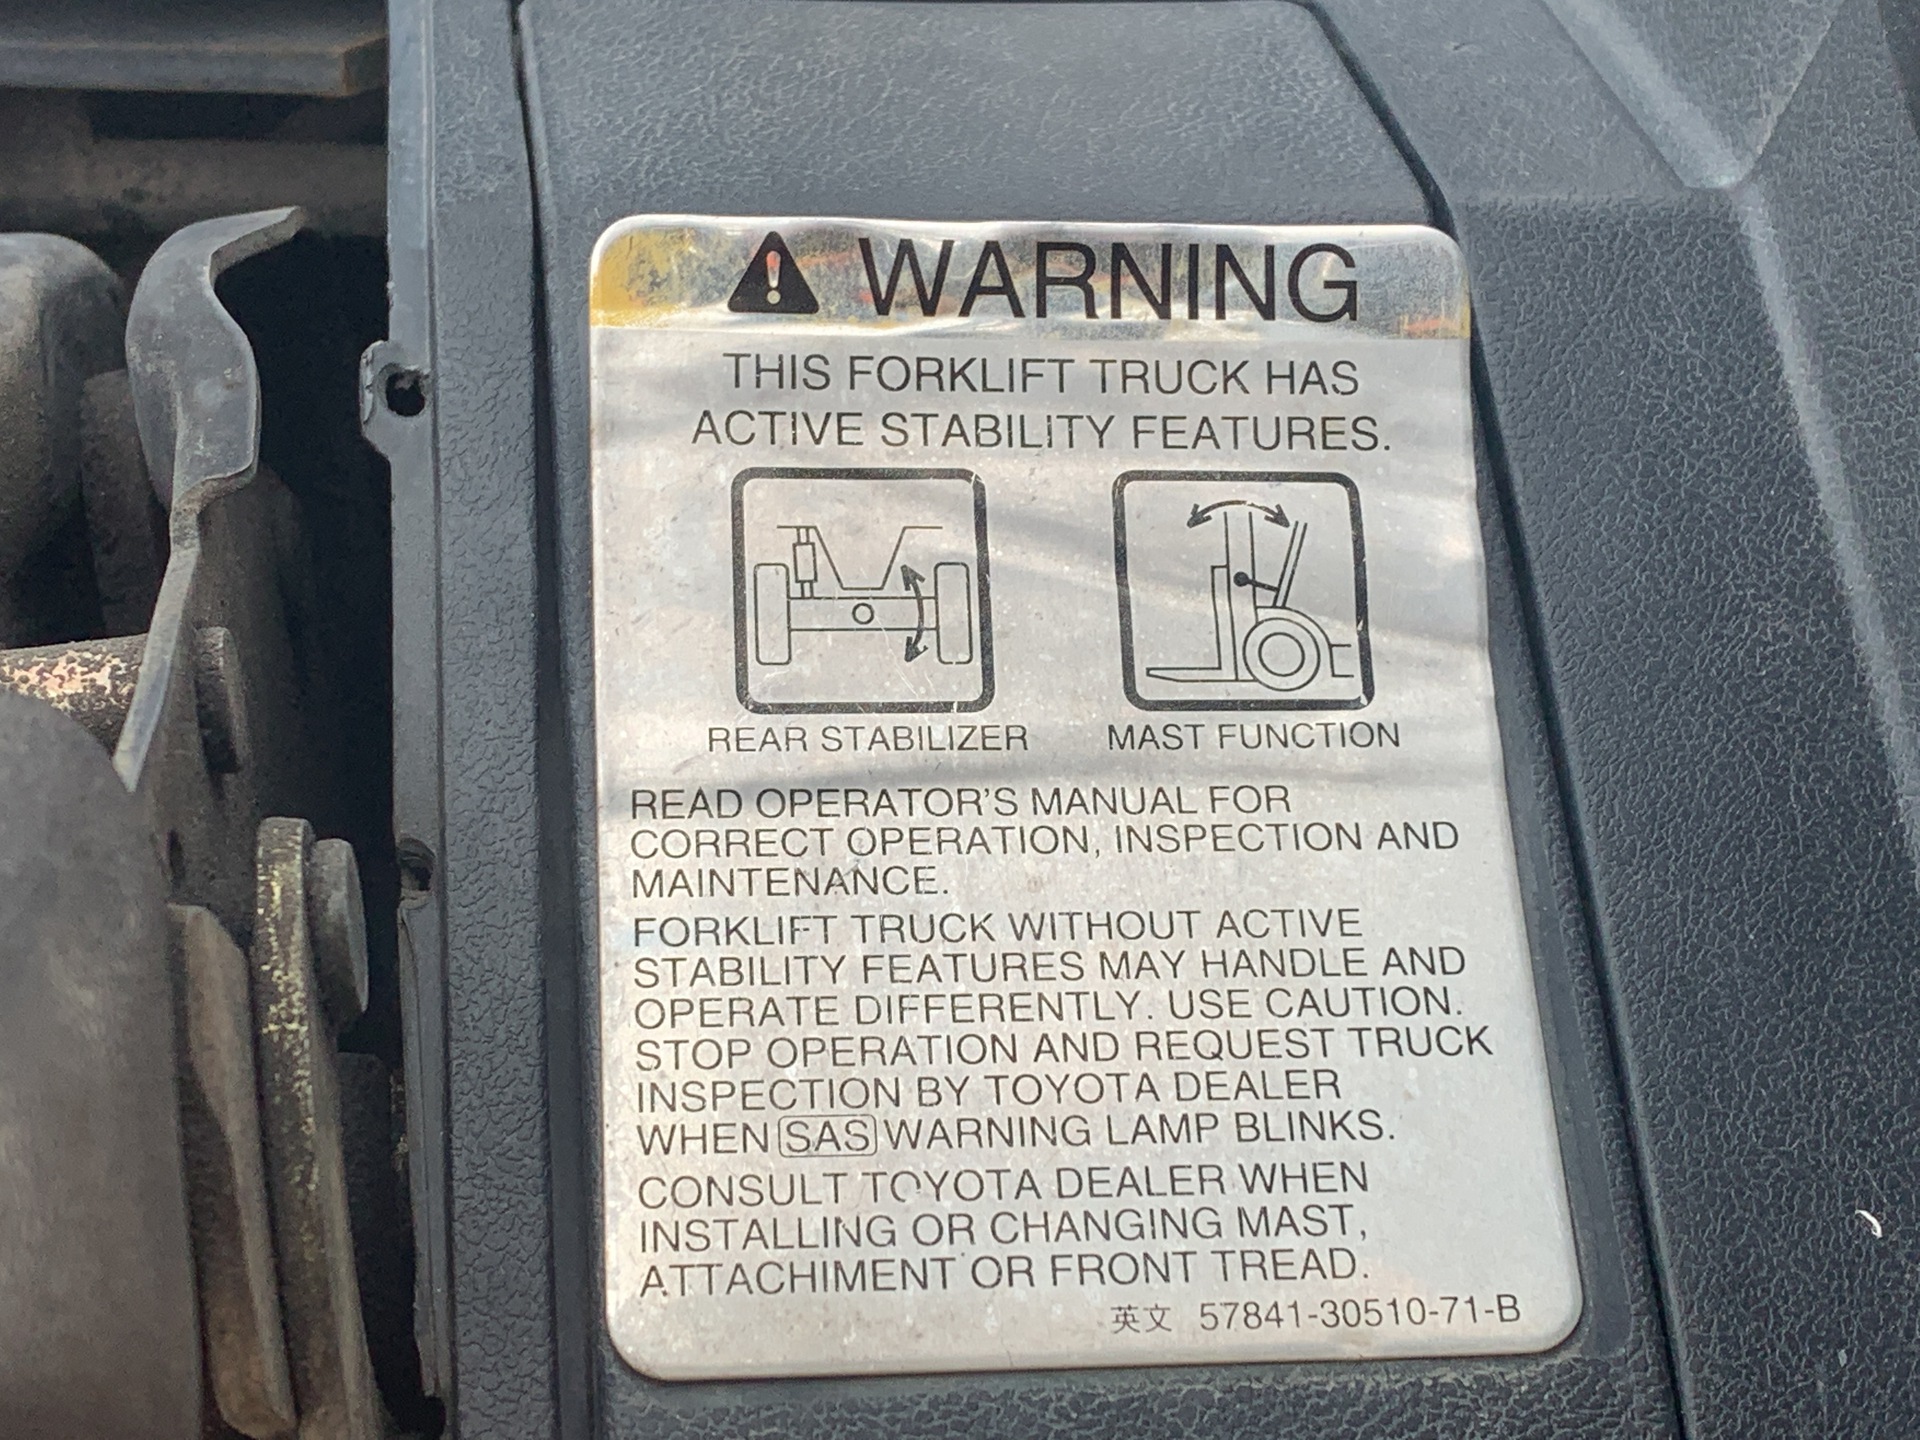 WARNING
THIS FORKLIFT TRUCK HAS
ACTIVE STABILITY FEATURES.
REAR STABILIZER
MAST FUNCTION
READ OPERATOR'S MANUAL FOR
CORRECT OPERATION, INSPECTION AND
MAINTENANCE.
FORKLIFT TRUCK WITHOUT ACTIVE
STABILITY FEATURES MAY HANDLE AND
OPERATE DIFFERENTLY. USE CAUTION.
STOP OPERATION AND REQUEST TRUCK
INSPECTION BY TOYOTA DEALER
WHEN SAS WARNING LAMP BLINKS.
CONSULT TOYOTA DEALER WHEN
INSTALLING OR CHANGING MAST,
ATTACHIMENT OR FRONT TREAD.
英文 57841-30510-71-B